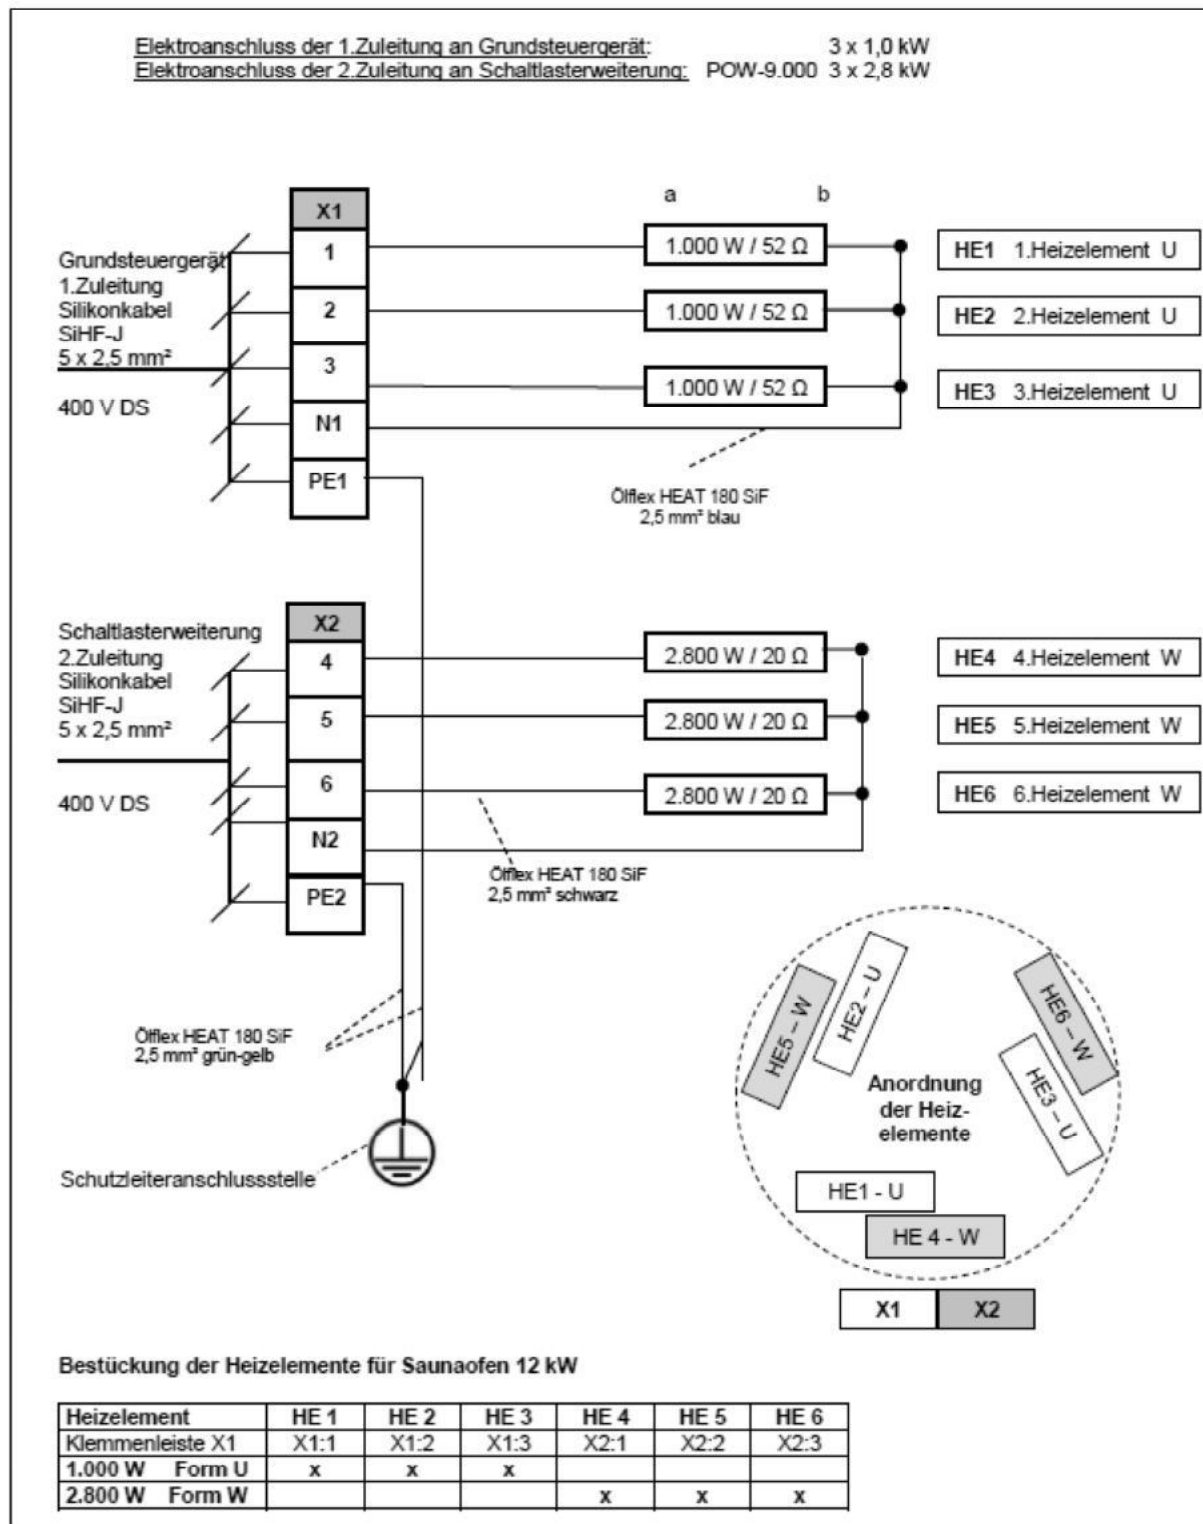 Elektroanschluss der 1.Zuleitung an Grundsteuergerät: 3 x 1,0 kW
Elektroanschluss der 2.Zuleitung an Schaltlasterweiterung: POW-9.000 3 x 2,8 kW
a b
X1
1
2
3
N1
PE1
Grundsteuergerät
1.Zuleitung
Silikonkabel
SiHF-J
5 x 2,5 mm²
400 V DS
1.000 W / 52 Ω
1.000 W / 52 Ω
1.000 W / 52 Ω
HE1 1.Heizelement U
HE2 2.Heizelement U
HE3 3.Heizelement U
Ölflex HEAT 180 SiF
2,5 mm² blau
X2
4
5
6
N2
PE2
Schaltlasterweiterung
2.Zuleitung
Silikonkabel
SiHF-J
5 x 2,5 mm²
400 V DS
2.800 W / 20 Ω
2.800 W / 20 Ω
2.800 W / 20 Ω
HE4 4.Heizelement W
HE5 5.Heizelement W
HE6 6.Heizelement W
Ölflex HEAT 180 SiF
2,5 mm² schwarz
Ölflex HEAT 180 SiF
2,5 mm² grün-gelb
Schutzleiteranschlussstelle
HE5 – W
HE2 – U
HE6 – W
HE3 – U
Anordnung
der Heiz-
elemente
HE1 - U
HE 4 - W
X1 X2
Bestückung der Heizelemente für Saunaofen 12 kW
Heizelement HE 1 HE 2 HE 3 HE 4 HE 5 HE 6
Klemmenleiste X1 X1:1 X1:2 X1:3 X2:1 X2:2 X2:3
1.000 W Form U x x x
2.800 W Form W x x x